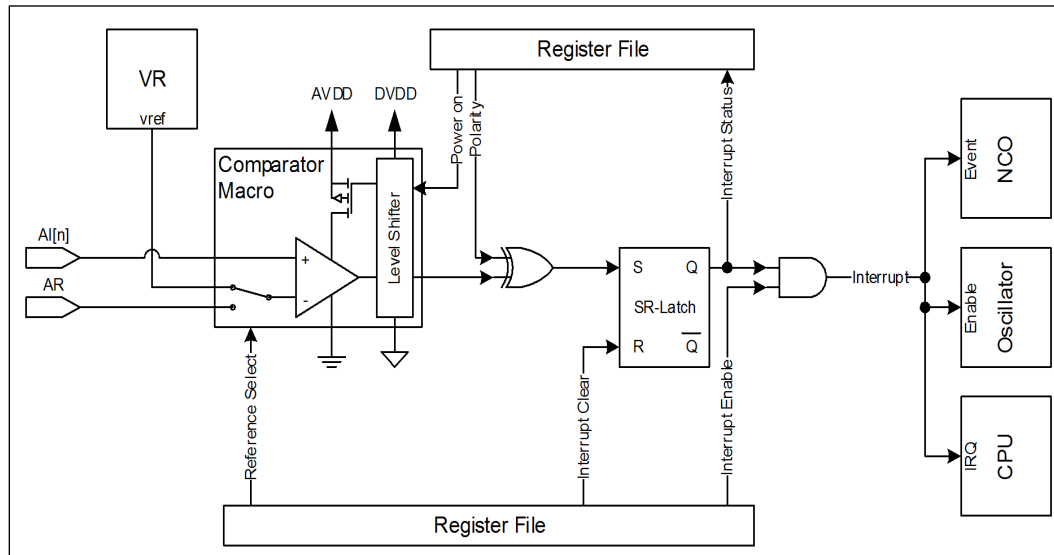 Register File
VR
vref
AVDD
DVDD
Power on
Polarity
Interrupt Status
Comparator
Macro
Level Shifter
AI[n]
AR
+
-
S
Q
SR-Latch
R
Q
Interrupt
Event
NCO
Enable
Oscillator
IRQ
CPU
Reference Select
Interrupt Clear
Interrupt Enable
Register File